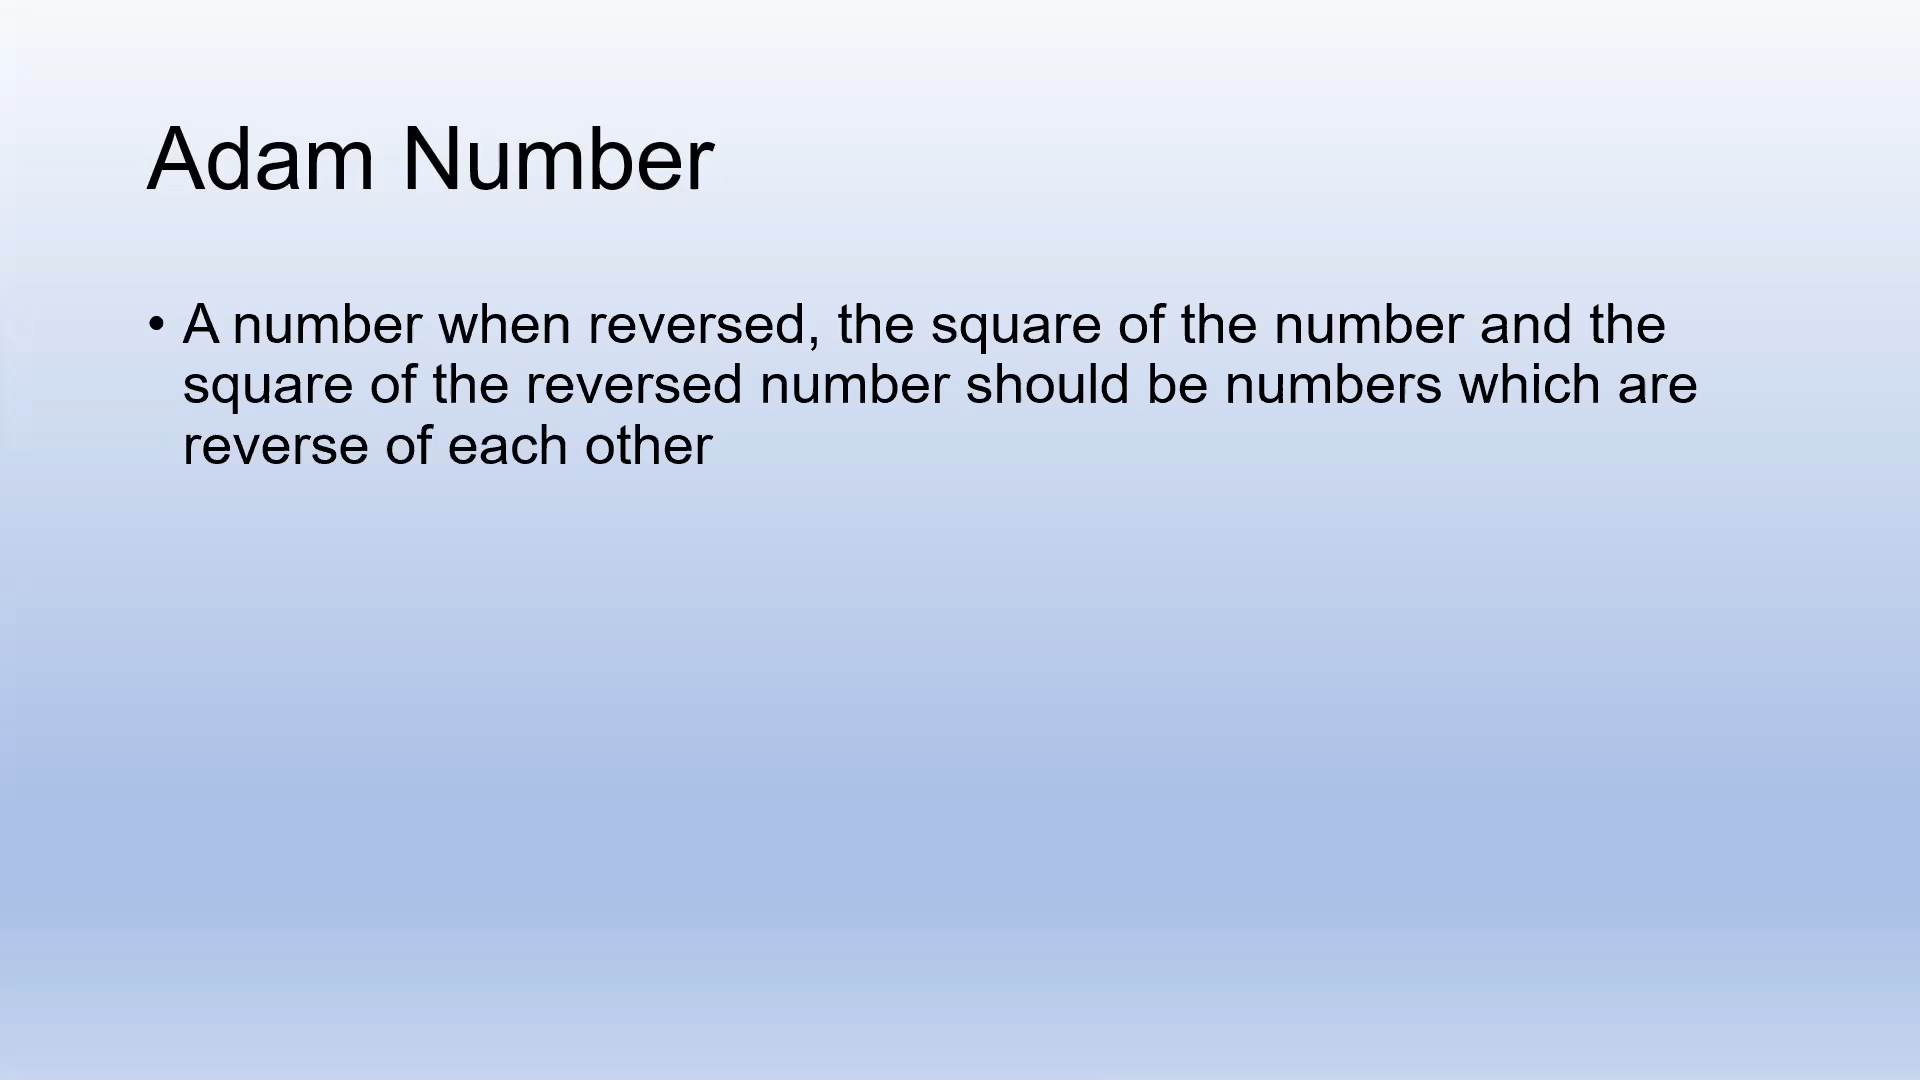 Adam Number
• A number when reversed, the square of the number and the
square of the reversed number should be numbers which are
reverse of each other